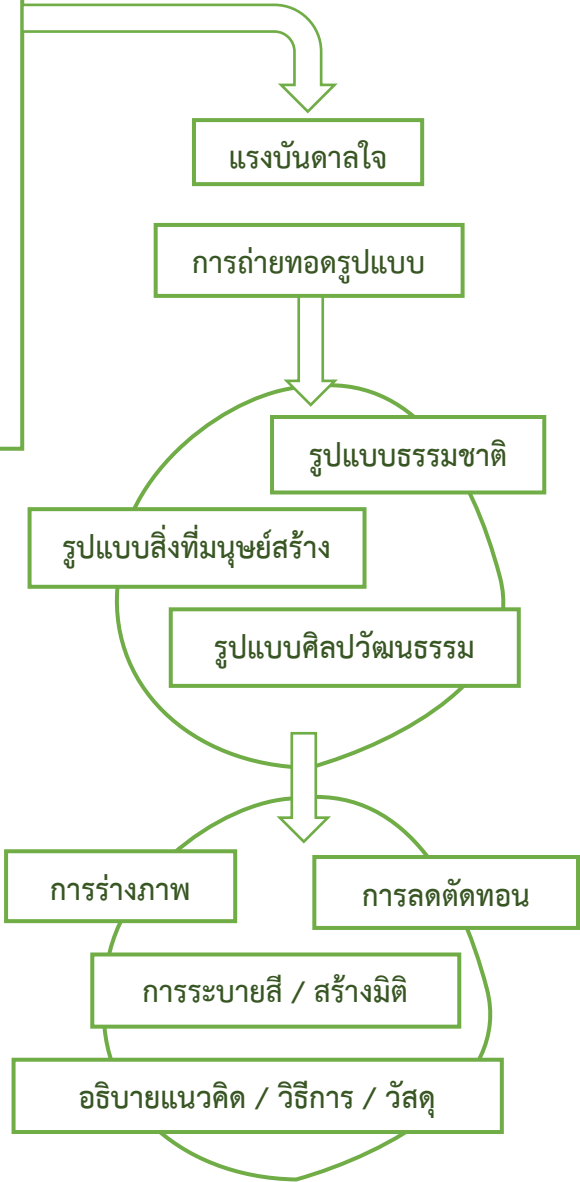 แรงบันดาลใจ
การถ่ายทอดรูปแบบ
รูปแบบธรรมชาติ
รูปแบบสิ่งที่มนุษย์สร้าง
รูปแบบศิลปวัฒนธรรม
การร่างภาพ
การลดตัดทอน
การระบายสี / สร้างมิติ
อธิบายแนวคิด / วิธีการ / วัสดุ